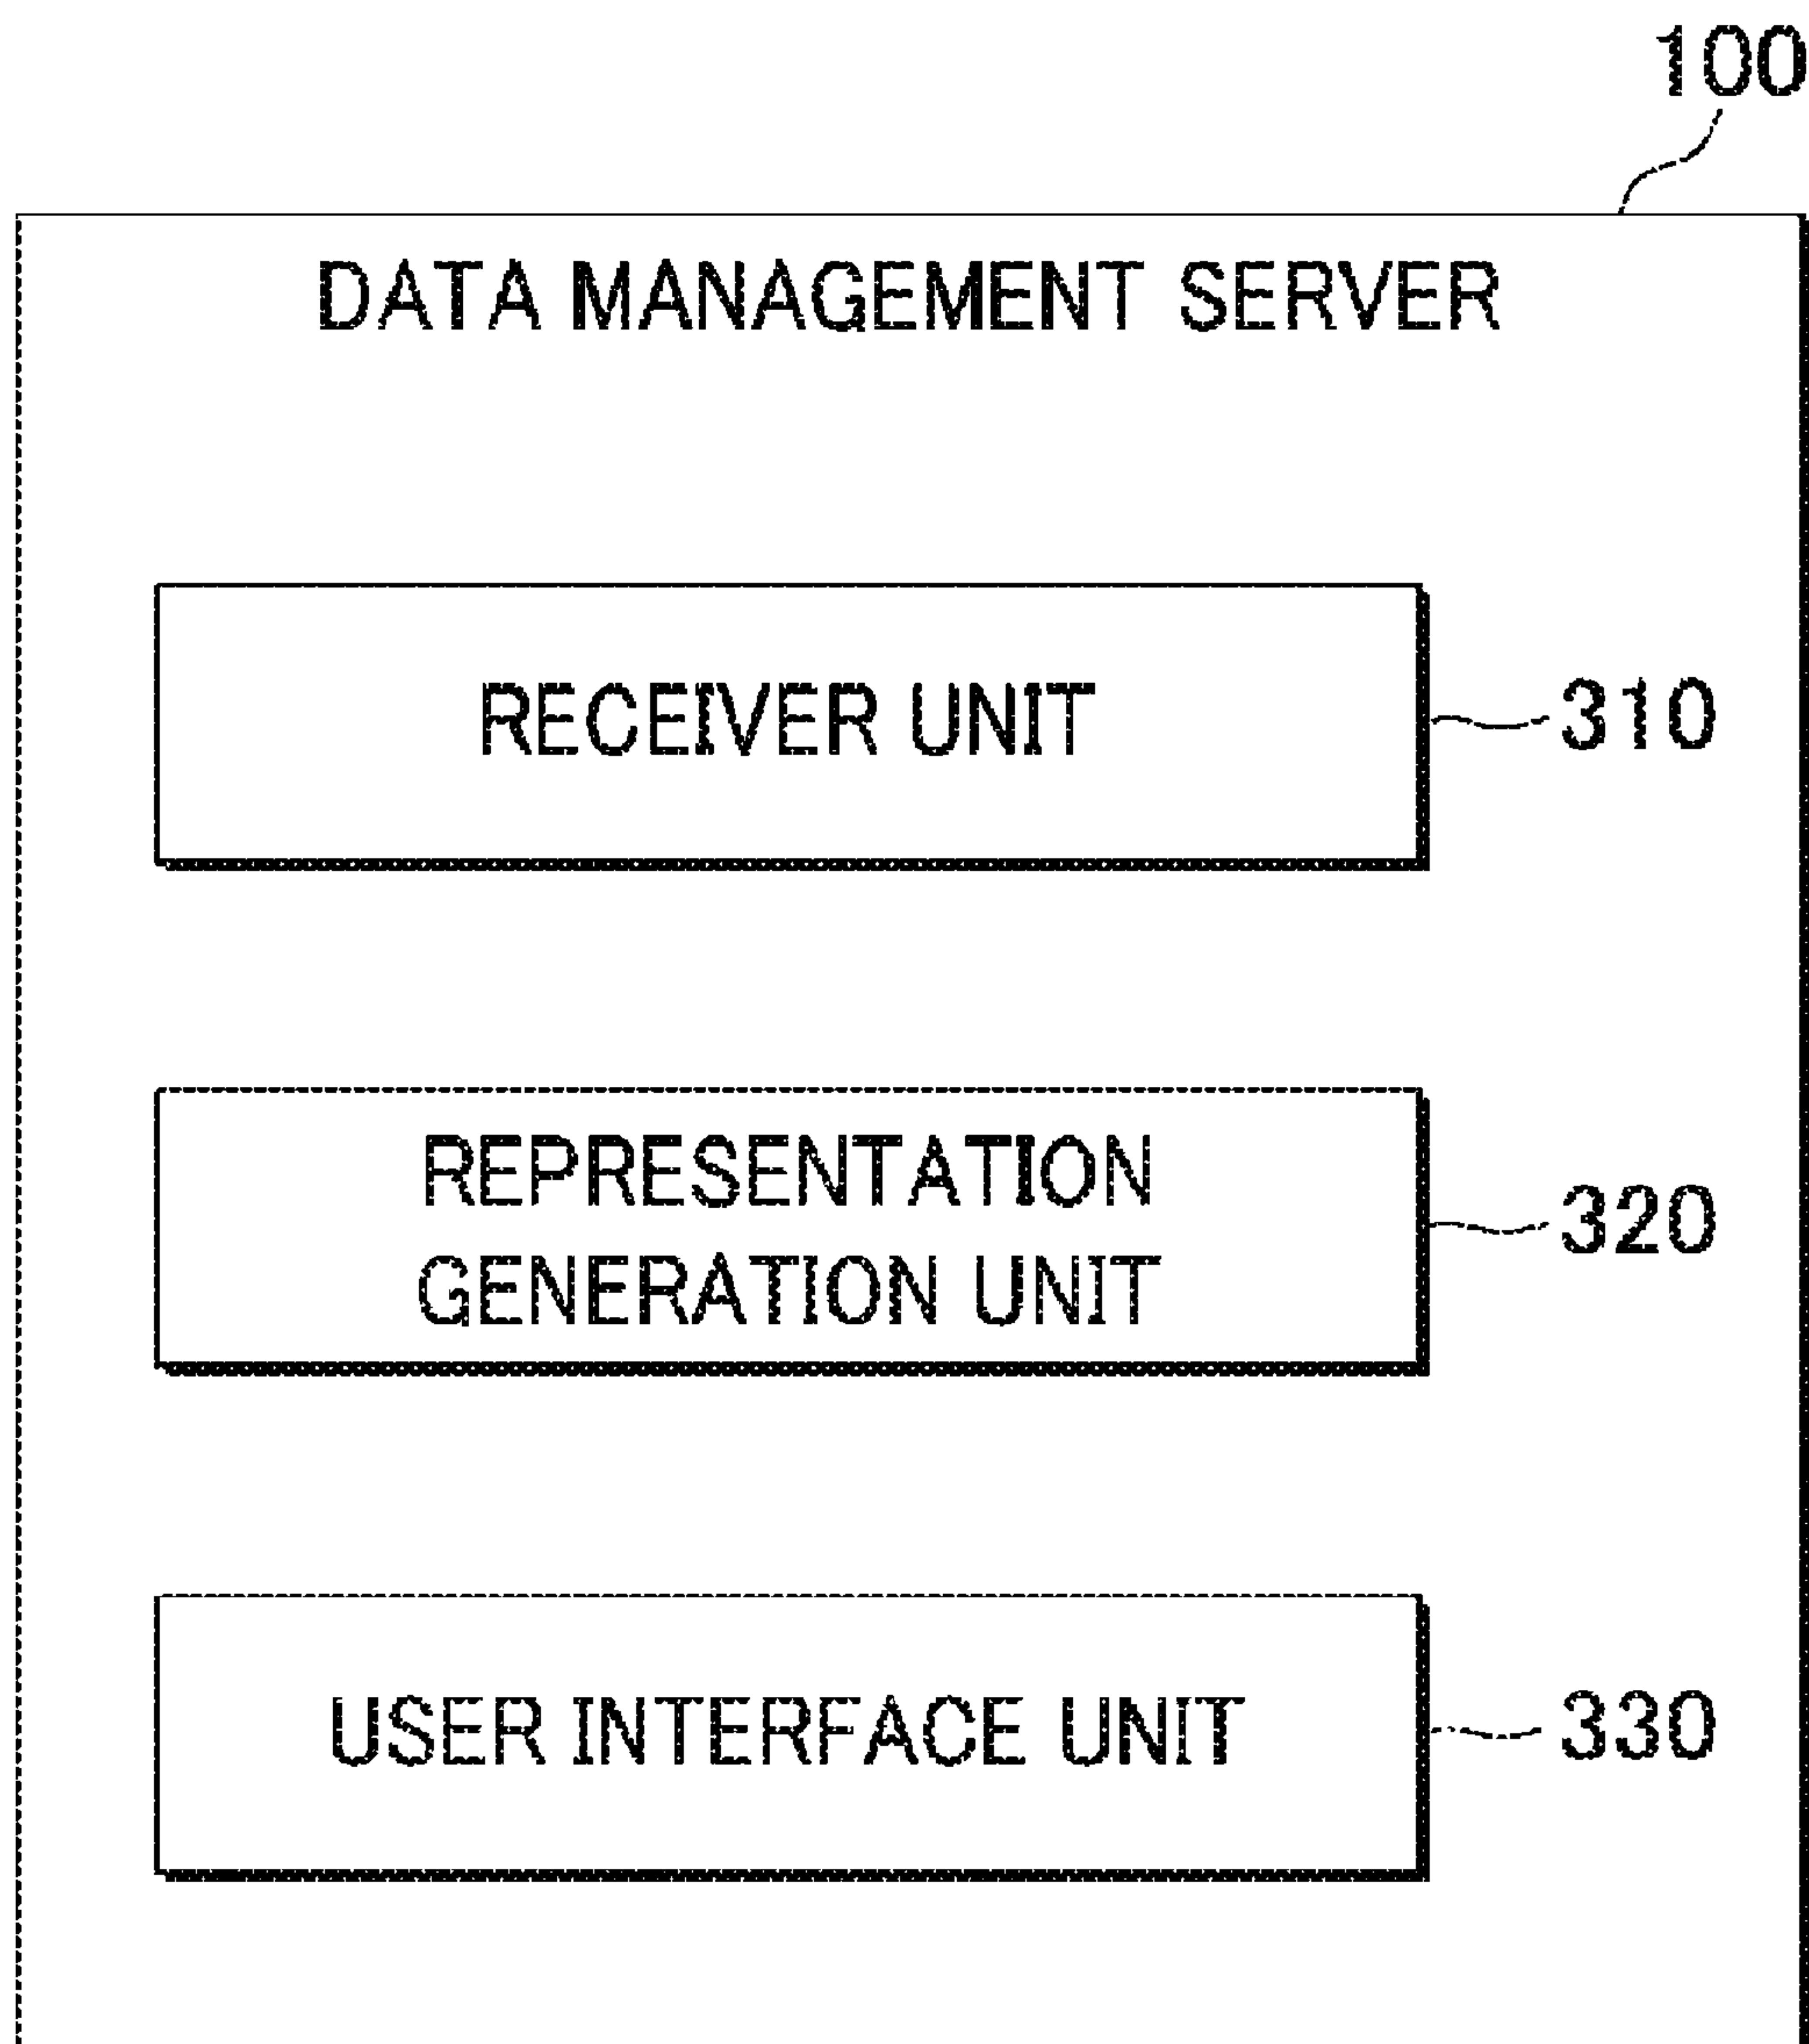 100
DATA MANAGEMENT SERVER
RECEIVER UNIT
310
REPRESENTATION
GENERATION UNIT
320
USER INTERFACE UNIT
330